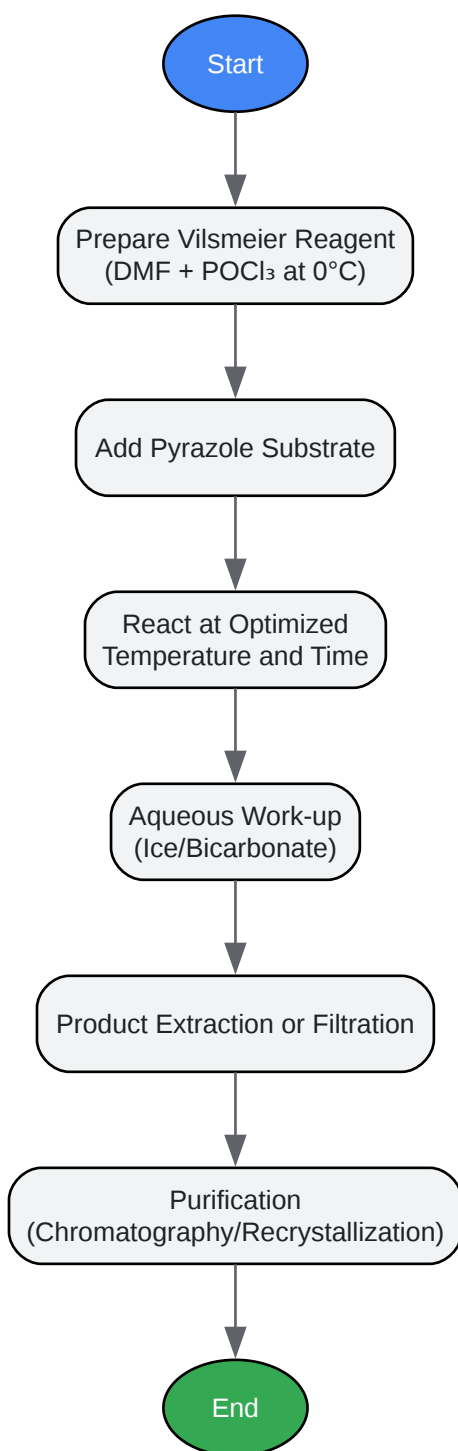 Start
Prepare Vilsmeier Reagent
(DMF + POCl₃ at 0°C)
Add Pyrazole Substrate
React at Optimized
Temperature and Time
Aqueous Work-up
(Ice/Bicarbonate)
Product Extraction or Filtration
Purification
(Chromatography/Recrystallization)
End